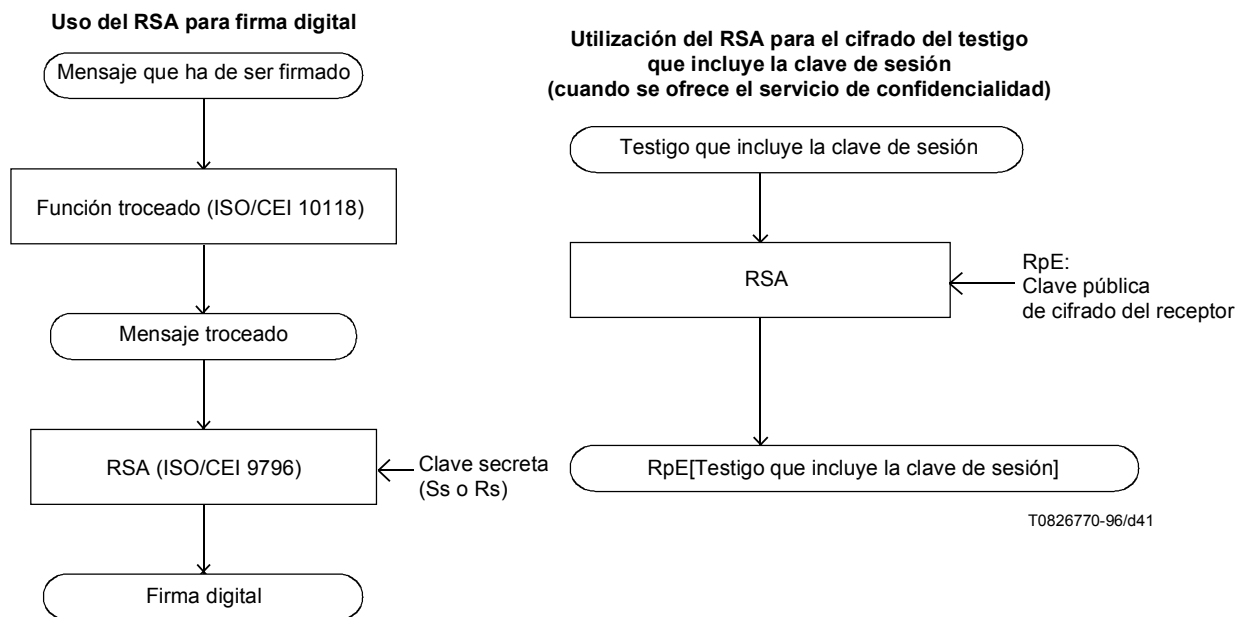 Uso del RSA para firma digital
Mensaje que ha de ser firmado
Función troceado (ISO/CEI 10118)
Mensaje troceado
RSA (ISO/CEI 9796)
Clave secreta
(Ss o Rs)
Firma digital
Utilización del RSA para el cifrado del testigo
que incluye la clave de sesión
(cuando se ofrece el servicio de confidencialidad)
Testigo que incluye la clave de sesión
RSA
RpE:
Clave pública
de cifrado del receptor
RpE[Testigo que incluye la clave de sesión]
T0826770-96/d41